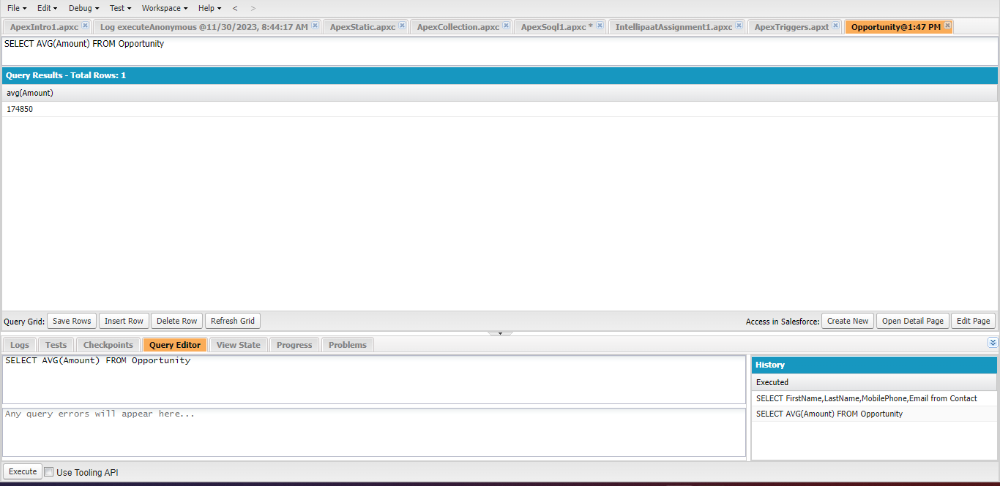 File Edit Debug Test Workspace Help < >
ApexIntro1.apxc Log executeAnonymous @11/30/2023, 8:44:17 AM ApexStatic.apxc ApexCollection.apxc ApexSoql1.apxc * IntellipaatAssignment1.apxc ApexTriggers.apxt Opportunity@1:47 PM
SELECT AVG(Amount) FROM Opportunity
Query Results - Total Rows: 1
avg(Amount)
174850
Query Grid: Save Rows Insert Row Delete Row Refresh Grid Access in Salesforce: Create New Open Detail Page Edit Page
Logs Tests Checkpoints Query Editor View State Progress Problems
SELECT AVG(Amount) FROM Opportunity
Any query errors will appear here...
History
Executed
SELECT FirstName,LastName,MobilePhone,Email from Contact
SELECT AVG(Amount) FROM Opportunity
Execute Use Tooling API